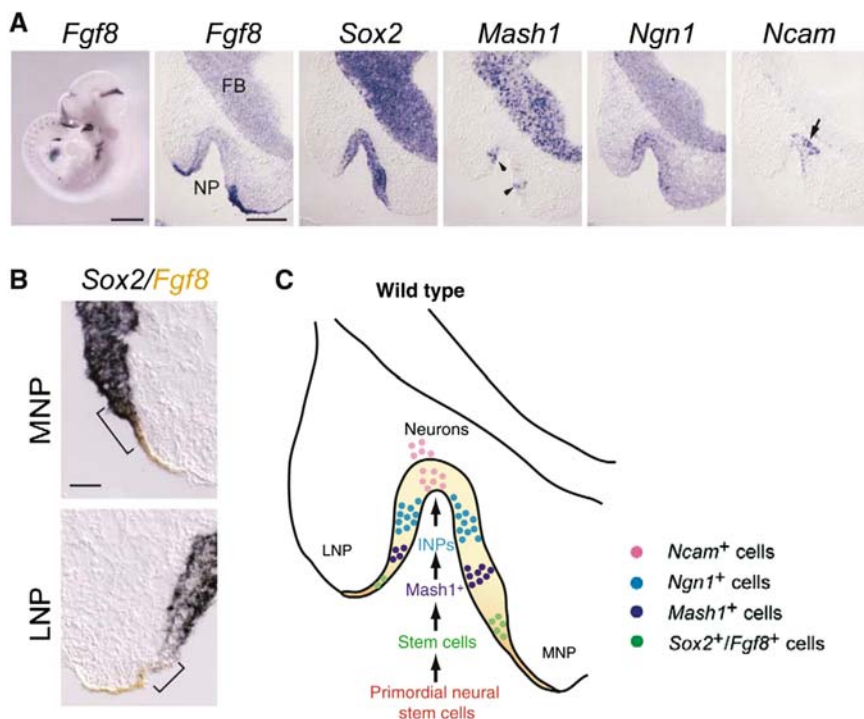 A
Fgf8 Fgf8 Sox2 Mash1 Ngn1 Ncam
FB
NP
B
Sox2/Fgf8
MNP
LNP
C
Wild type
Neurons
LNP
INPs
Mash1+
Stem cells
MNP
Primordial neural
stem cells
Ncam+ cells
Ngn1+ cells
Mash1+ cells
Sox2+/Fgf8+ cells